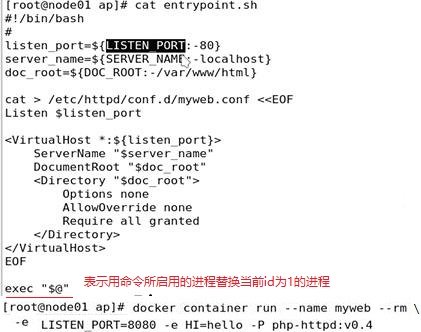 [root@node01 ap]# cat entrypoint.sh
#!/bin/bash
#
listen_port=${LISTEN_PORT:-80}
server_name=${SERVER_NAME:-localhost}
doc_root=${DOC_ROOT:-/var/www/html}
cat > /etc/httpd/conf.d/myweb.conf <<EOF
Listen $listen_port
<VirtualHost *:${listen_port}>
ServerName "$server_name"
DocumentRoot "$doc_root"
<Directory "$doc_root">
Options none
AllowOverride none
Require all granted
</Directory>
</VirtualHost>
EOF
exec "$@" 表示用命令所启用的进程替换当前id为1的进程
[root@node01 ap]# docker container run --name myweb --rm \
-e LISTEN_PORT=8080 -e HI=hello -P php-httpd:v0.4